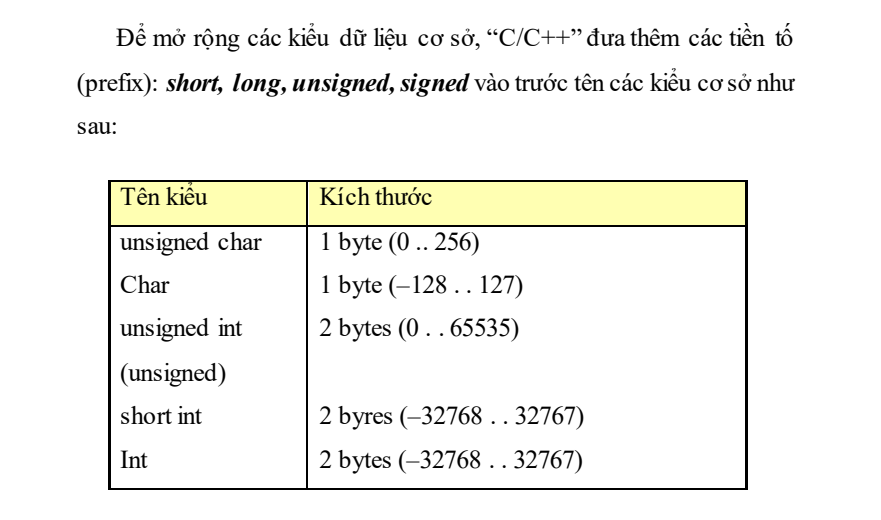 Để mở rộng các kiểu dữ liệu cơ sở, “C/C++” đưa thêm các tiền tố
(prefix): short, long, unsigned, signed vào trước tên các kiểu cơ sở như
sau:
Tên kiểu Kích thước
unsigned char 1 byte (0 .. 256)
Char 1 byte (–128 . . 127)
unsigned int 2 bytes (0 . . 65535)
(unsigned)
short int 2 byres (–32768 . . 32767)
Int 2 bytes (–32768 . . 32767)